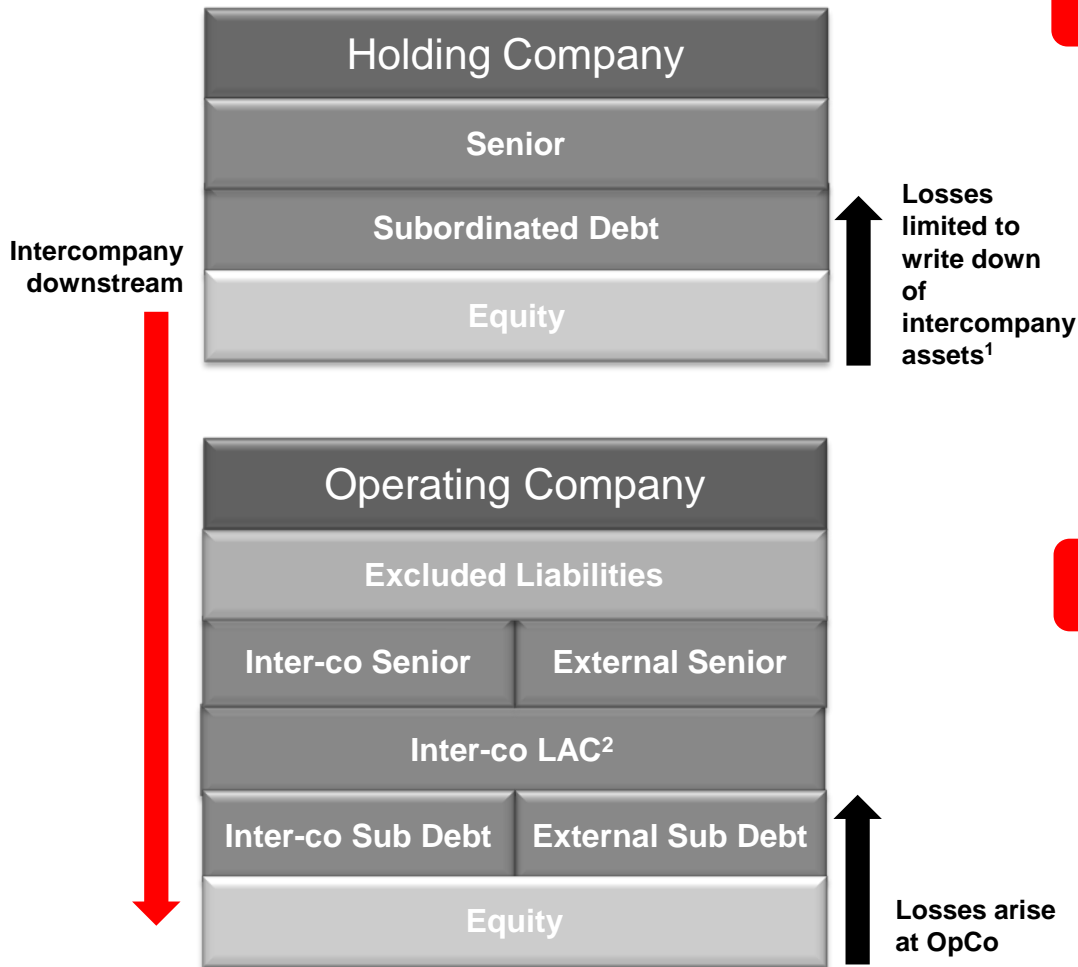 Holding Company
Senior
Subordinated Debt
Equity
Intercompany
downstream
Losses
limited to
write down
of
intercompany
assets¹
Operating Company
Excluded Liabilities
Inter-co Senior
External Senior
Inter-co LAC²
Inter-co Sub Debt
External Sub Debt
Equity
Losses arise
at OpCo